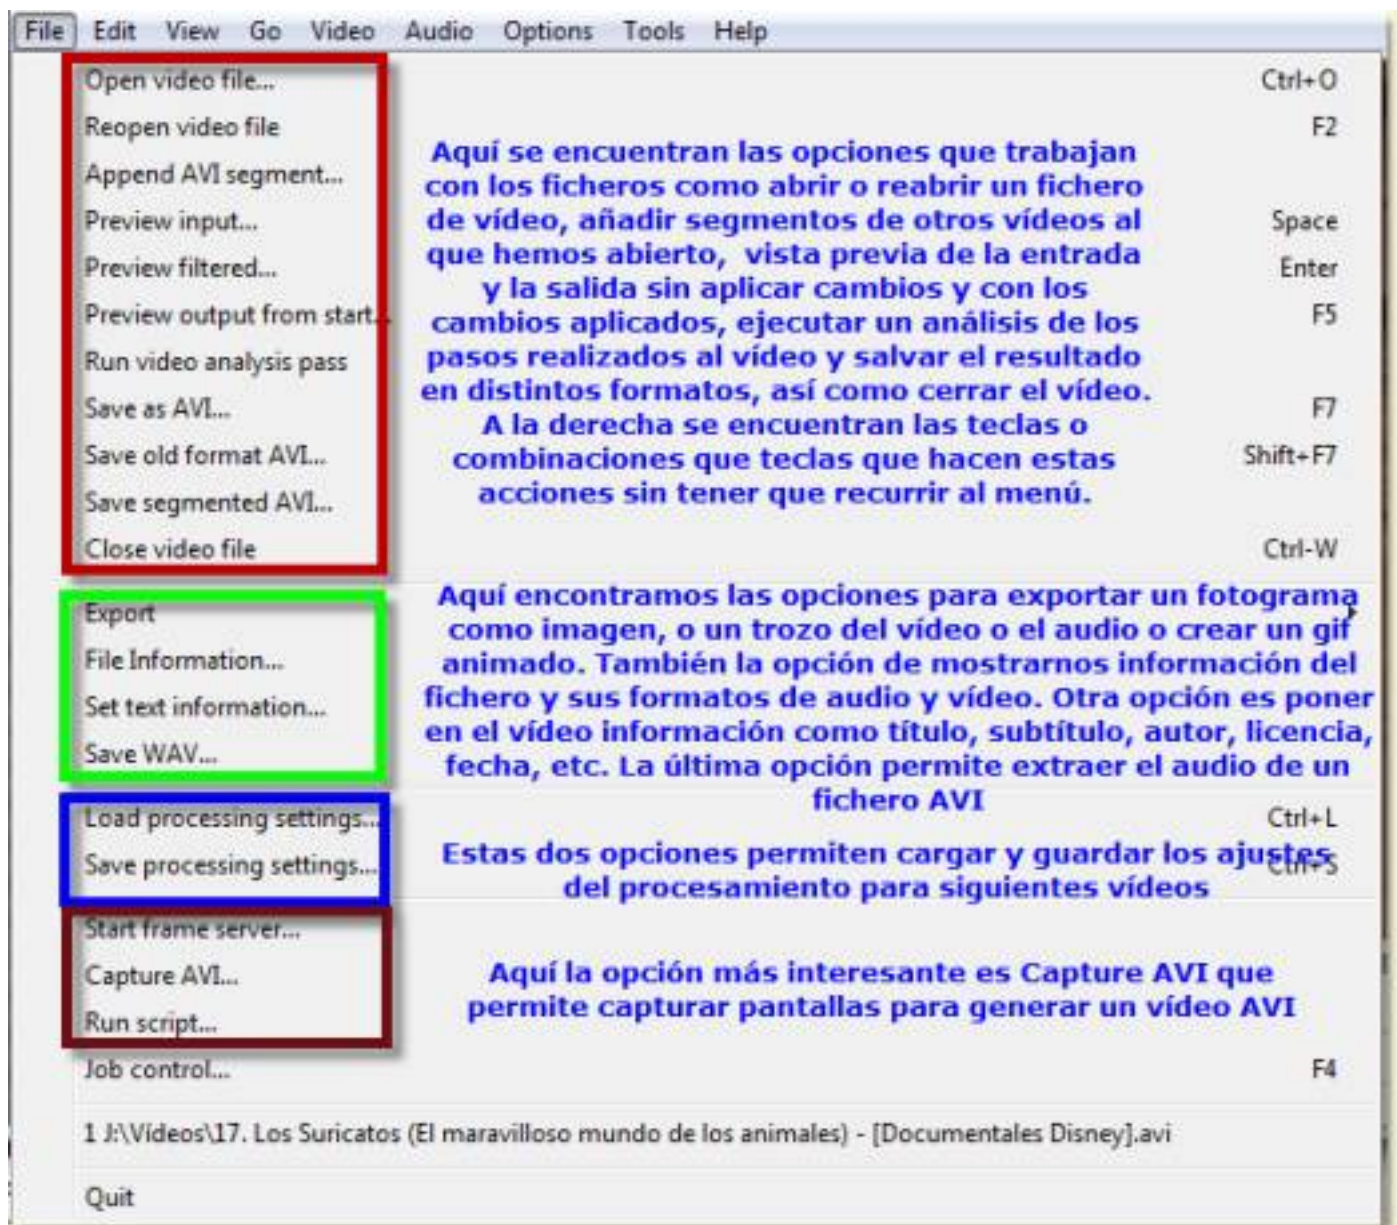 File Edit View Go Video Audio Options Tools Help
Open video file... Ctrl+O
Reopen video file F2
Append AVI segment...
Preview input... Space
Preview filtered... Enter
Preview output from start... F5
Run video analysis pass
Save as AVI... F7
Save old format AVI... Shift+F7
Save segmented AVI...
Close video file Ctrl-W
Aquí se encuentran las opciones que trabajan
con los ficheros como abrir o reabrir un fichero
de vídeo, añadir segmentos de otros vídeos al
que hemos abierto, vista previa de la entrada
y la salida sin aplicar cambios y con los
cambios aplicados, ejecutar un análisis de los
pasos realizados al vídeo y salvar el resultado
en distintos formatos, así como cerrar el vídeo.
A la derecha se encuentran las teclas o
combinaciones que teclas que hacen estas
acciones sin tener que recurrir al menú.
Export
File Information...
Set text information...
Save WAV...
Aquí encontramos las opciones para exportar un fotograma
como imagen, o un trozo del vídeo o el audio o crear un gif
animado. También la opción de mostrarnos información del
fichero y sus formatos de audio y vídeo. Otra opción es poner
en el vídeo información como título, subtítulo, autor, licencia,
fecha, etc. La última opción permite extraer el audio de un
fichero AVI
Load processing settings... Ctrl+L
Save processing settings... Ctrl+S
Estas dos opciones permiten cargar y guardar los ajustes
del procesamiento para siguientes vídeos
Start frame server...
Capture AVI...
Run script...
Aquí la opción más interesante es Capture AVI que
permite capturar pantallas para generar un vídeo AVI
Job control... F4
1 J:\Vídeos\17. Los Suricatos (El maravilloso mundo de los animales) - [Documentales Disney].avi
Quit